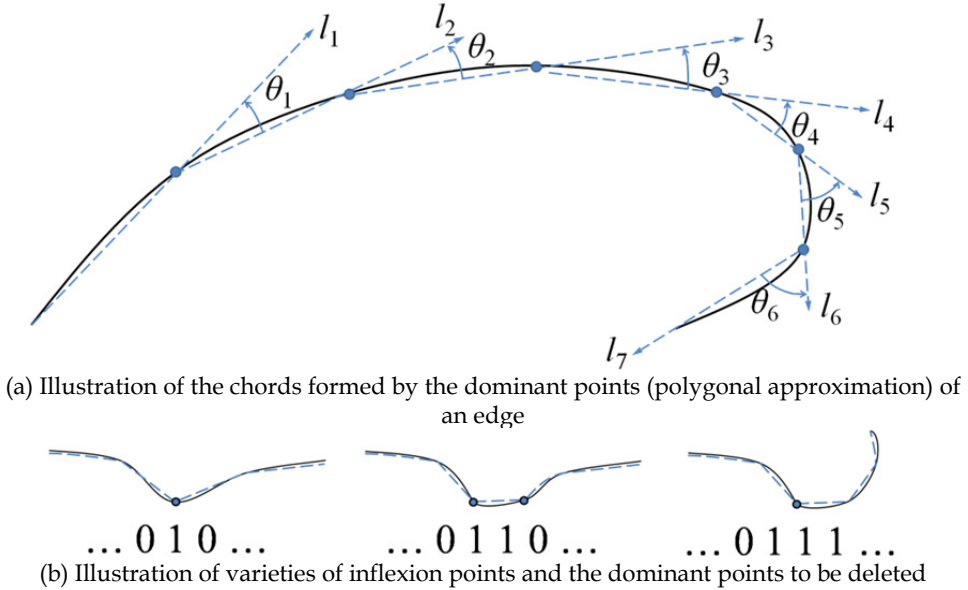 l₁
l₂
l₃
θ₁
θ₂
θ₃
l₄
θ₄
l₅
θ₅
θ₆
l₆
l₇
(a) Illustration of the chords formed by the dominant points (polygonal approximation) of
an edge
... 0 1 0 ...
... 0 1 1 0 ...
... 0 1 1 1 ...
(b) Illustration of varieties of inflexion points and the dominant points to be deleted